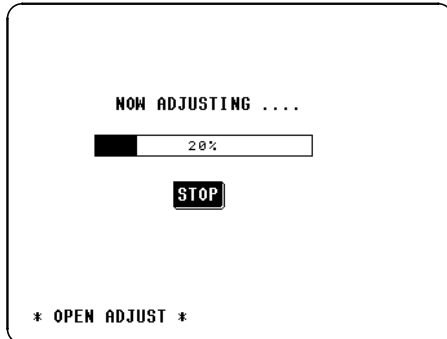 NOW ADJUSTING ....
20%
STOP
* OPEN ADJUST *